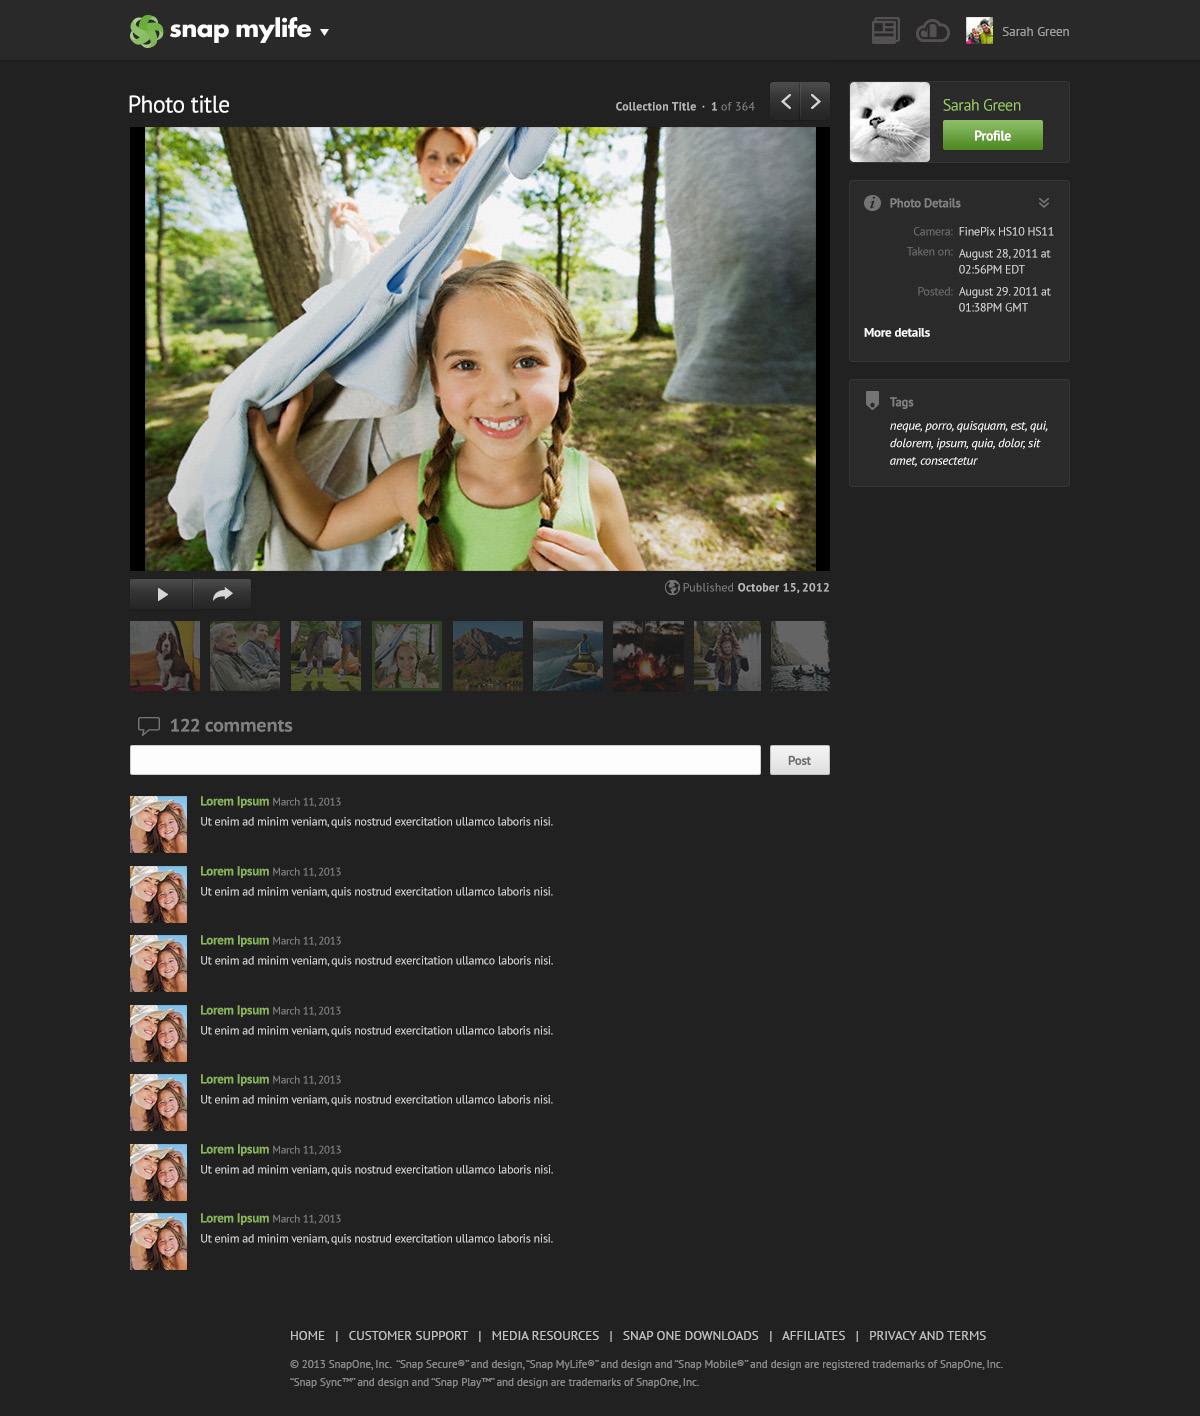 snap mylife
Sarah Green
Photo title
Collection Title · 1 of 364
Sarah Green
Profile
Photo Details
Camera: FinePix HS10 HS11
Taken on: August 28, 2011 at
02:56PM EDT
Posted: August 29. 2011 at
01:38PM GMT
More details
Tags
neque, porro, quisquam, est, qui,
dolorem, ipsum, quia, dolor, sit
amet, consectetur
Published October 15, 2012
122 comments
Post
Lorem Ipsum March 11, 2013
Ut enim ad minim veniam, quis nostrud exercitation ullamco laboris nisi.
Lorem Ipsum March 11, 2013
Ut enim ad minim veniam, quis nostrud exercitation ullamco laboris nisi.
Lorem Ipsum March 11, 2013
Ut enim ad minim veniam, quis nostrud exercitation ullamco laboris nisi.
Lorem Ipsum March 11, 2013
Ut enim ad minim veniam, quis nostrud exercitation ullamco laboris nisi.
Lorem Ipsum March 11, 2013
Ut enim ad minim veniam, quis nostrud exercitation ullamco laboris nisi.
Lorem Ipsum March 11, 2013
Ut enim ad minim veniam, quis nostrud exercitation ullamco laboris nisi.
Lorem Ipsum March 11, 2013
Ut enim ad minim veniam, quis nostrud exercitation ullamco laboris nisi.
HOME | CUSTOMER SUPPORT | MEDIA RESOURCES | SNAP ONE DOWNLOADS | AFFILIATES | PRIVACY AND TERMS
© 2013 SnapOne, Inc. “Snap Secure®” and design, “Snap MyLife®” and design and “Snap Mobile®” and design are registered trademarks of SnapOne, Inc.
“Snap Sync™” and design and “Snap Play™” and design are trademarks of SnapOne, Inc.